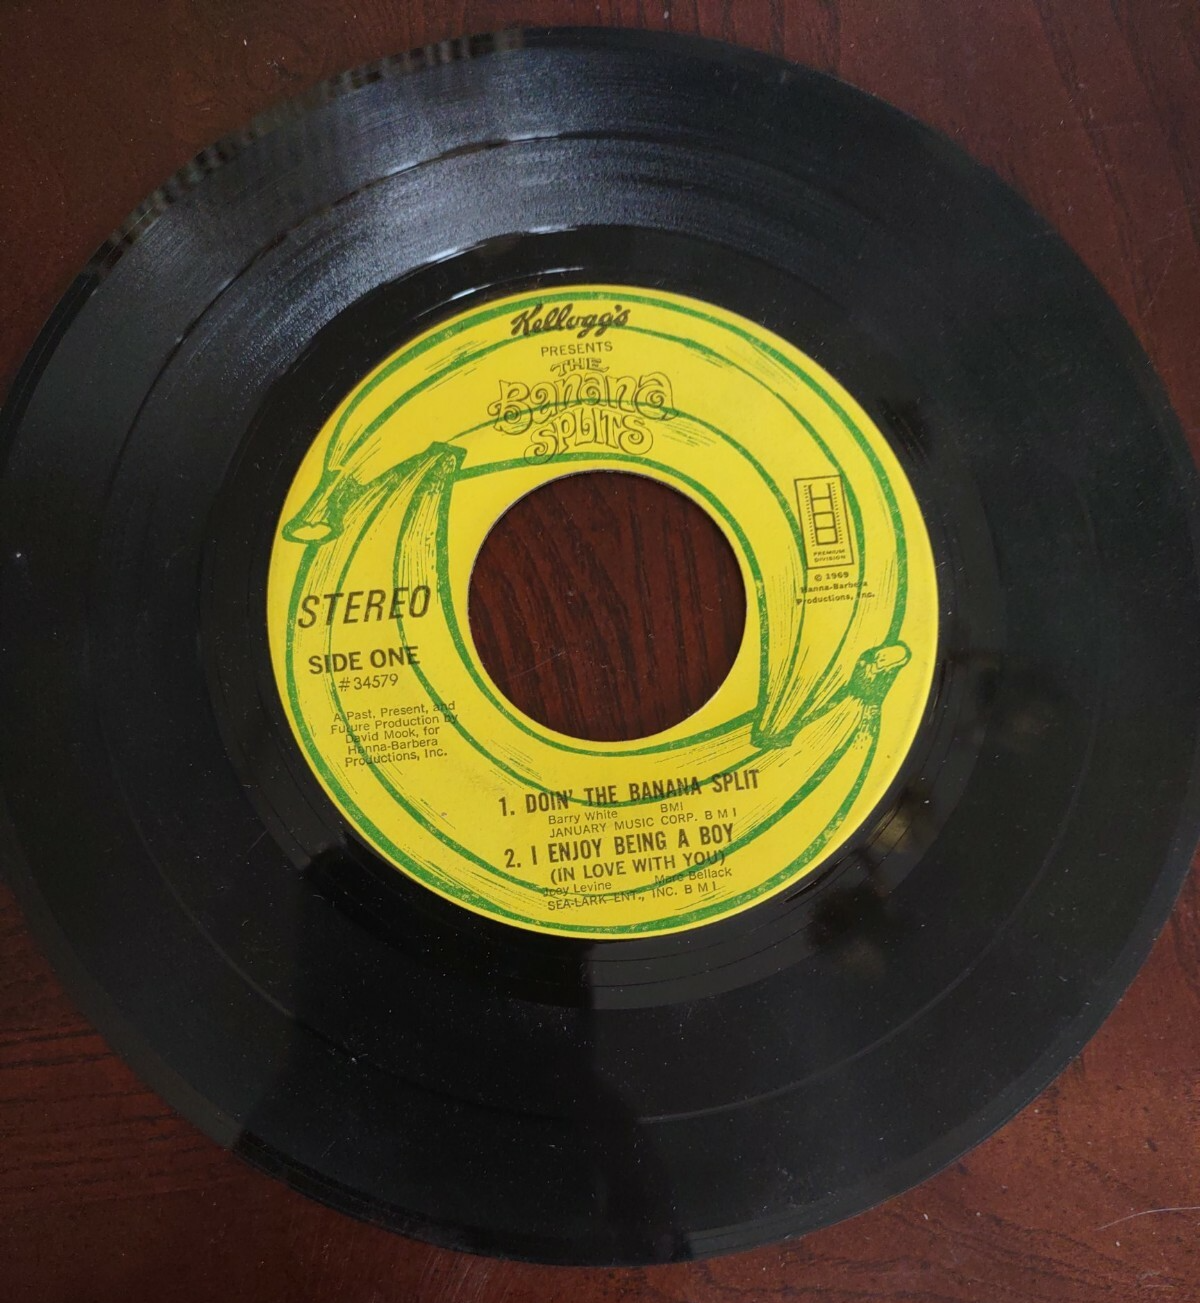 Kellogg's
PRESENTS
THE
Banana
SPLITS
PREMIUM
DIVISION
© 1969
Hanna-Barbera
Productions, Inc.
STEREO
SIDE ONE
#34579
A Past, Present, and
Future Production by
David Mook, for
Hanna-Barbera
Productions, Inc.
1. DOIN' THE BANANA SPLIT
Barry White BMI
JANUARY MUSIC CORP. B M I
2. I ENJOY BEING A BOY
(IN LOVE WITH YOU)
Joey Levine Marc Bellack
SEA-LARK ENT., INC. B M I